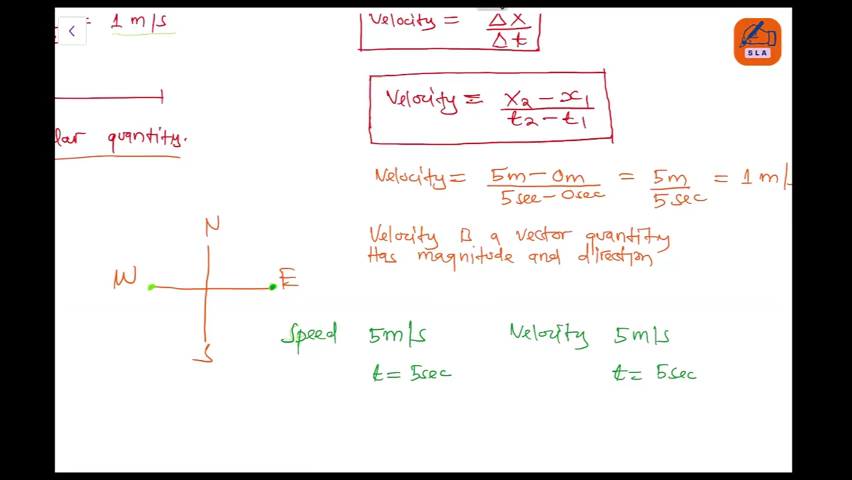 = 1 m/s
lar quantity.
Velocity = Δx / Δt
Velocity = x2 - x1 / t2 - t1
Velocity = 5m - 0m / 5sec - 0sec = 5m / 5sec = 1 m/
Velocity is a vector quantity
Has magnitude and direction
N
W E
S
Speed 5m/s Velocity 5m/s
t = 5sec t = 5sec
SLA